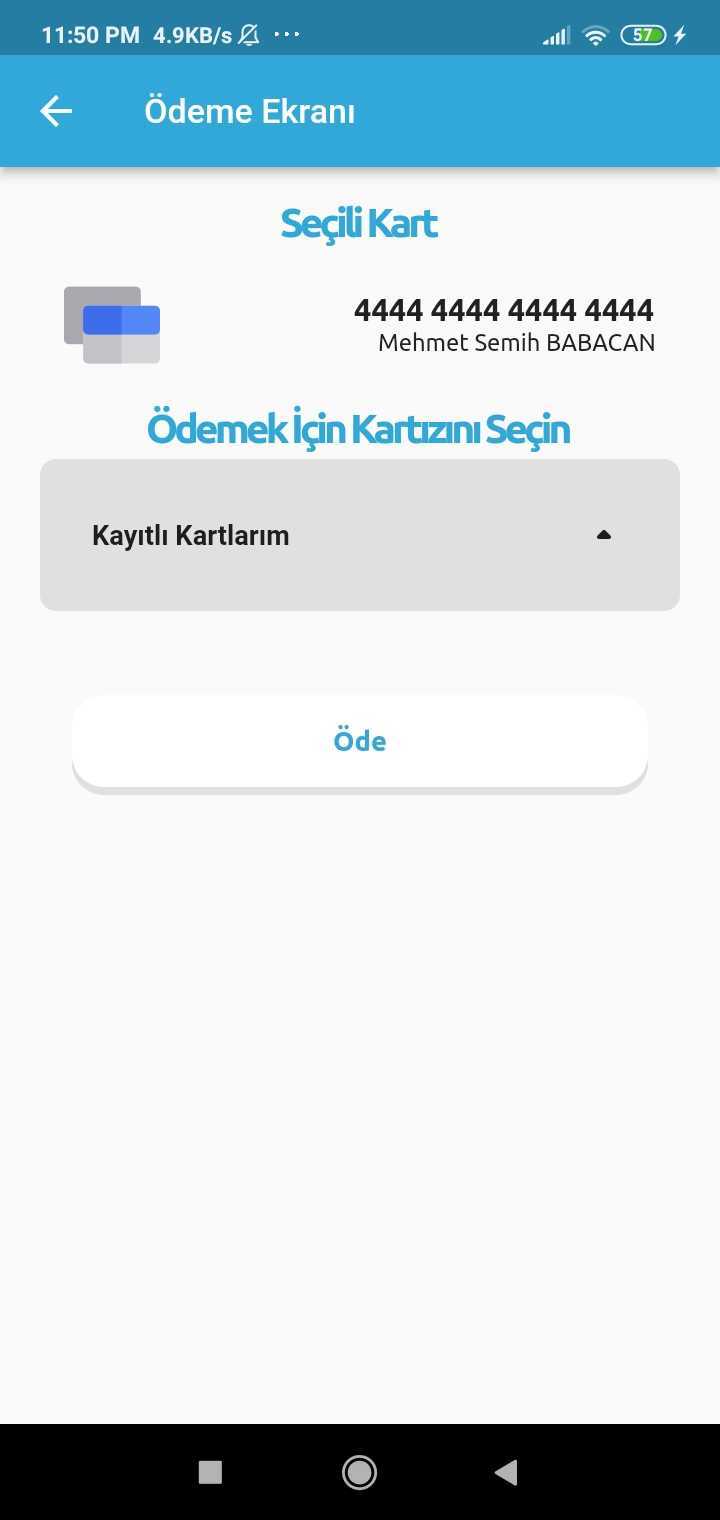 11:50 PM 4.9KB/s ... 57
Ödeme Ekranı
Seçili Kart
4444 4444 4444 4444
Mehmet Semih BABACAN
Ödemek İçin Kartızını Seçin
Kayıtlı Kartlarım
Öde